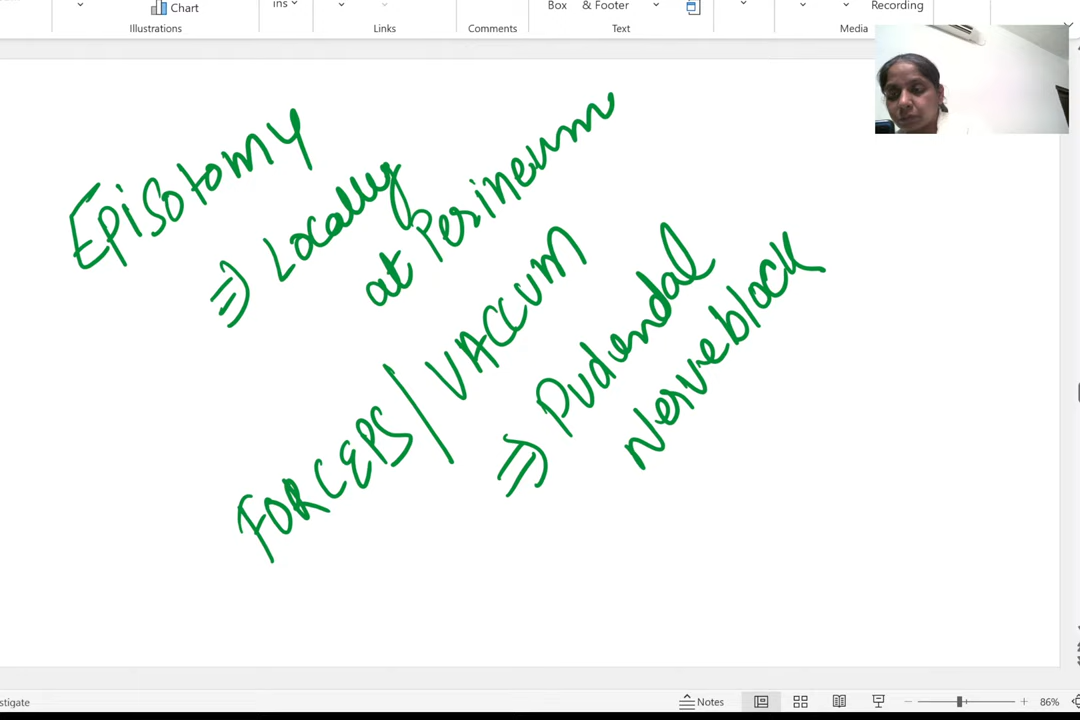 Chart
ins
Box
& Footer
Recording
Illustrations
Links
Comments
Text
Media
Episotomy
⇒ Locally
at Perineum
FORCEPS/VACCUM
⇒ Pudendal
Nerve block
stigate
Notes
86%